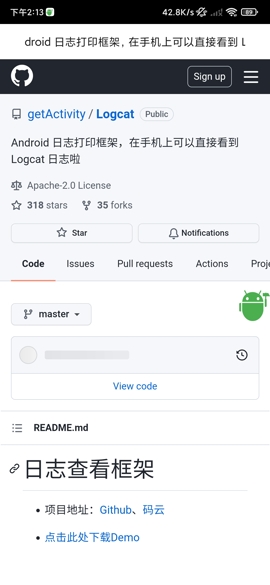 下午2:13
42.8K/s
89
droid 日志打印框架，在手机上可以直接看到 L
Sign up
getActivity / Logcat
Public
Android 日志打印框架，在手机上可以直接看到
Logcat 日志啦
Apache-2.0 License
318 stars
35 forks
Star
Notifications
Code
Issues
Pull requests
Actions
Proje
master
View code
README.md
日志查看框架
项目地址：Github、码云
点击此处下载Demo